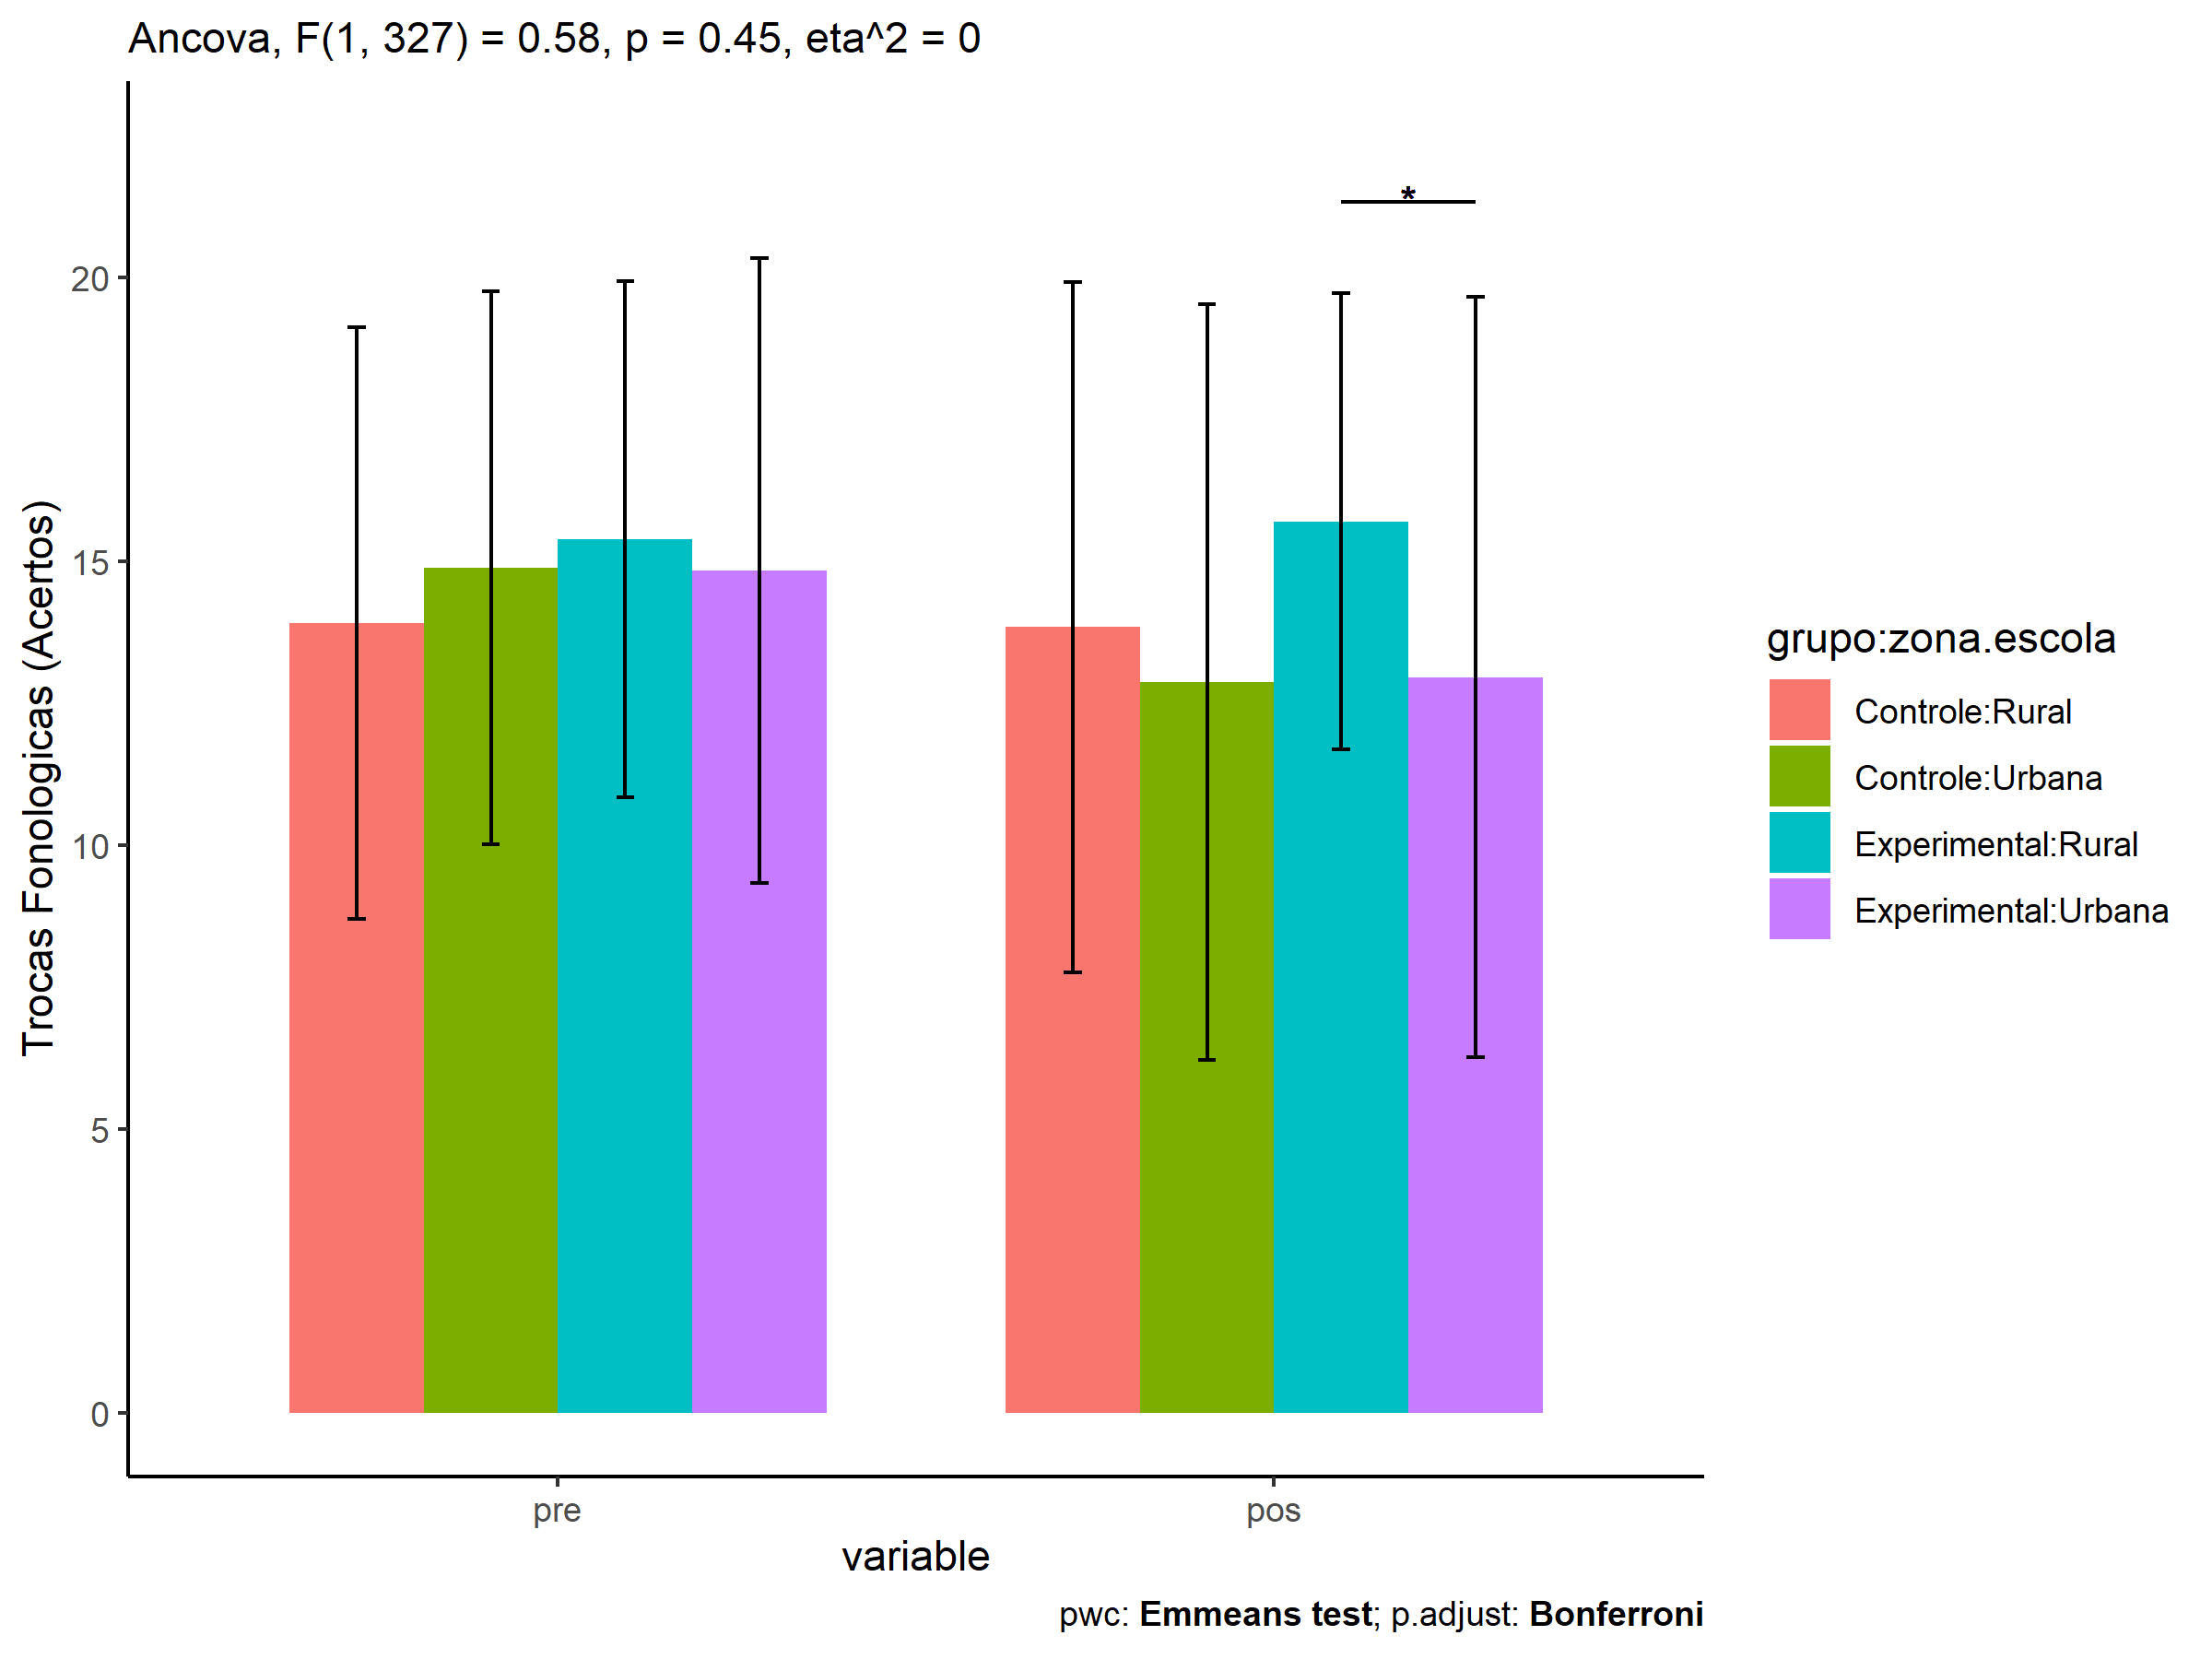 Ancova, F(1, 327) = 0.58, p = 0.45, eta^2 = 0
*
Trocas Fonologicas (Acertos)
20
15
10
5
0
pre
pos
variable
grupo:zona.escola
Controle:Rural
Controle:Urbana
Experimental:Rural
Experimental:Urbana
pwc: Emmeans test; p.adjust: Bonferroni